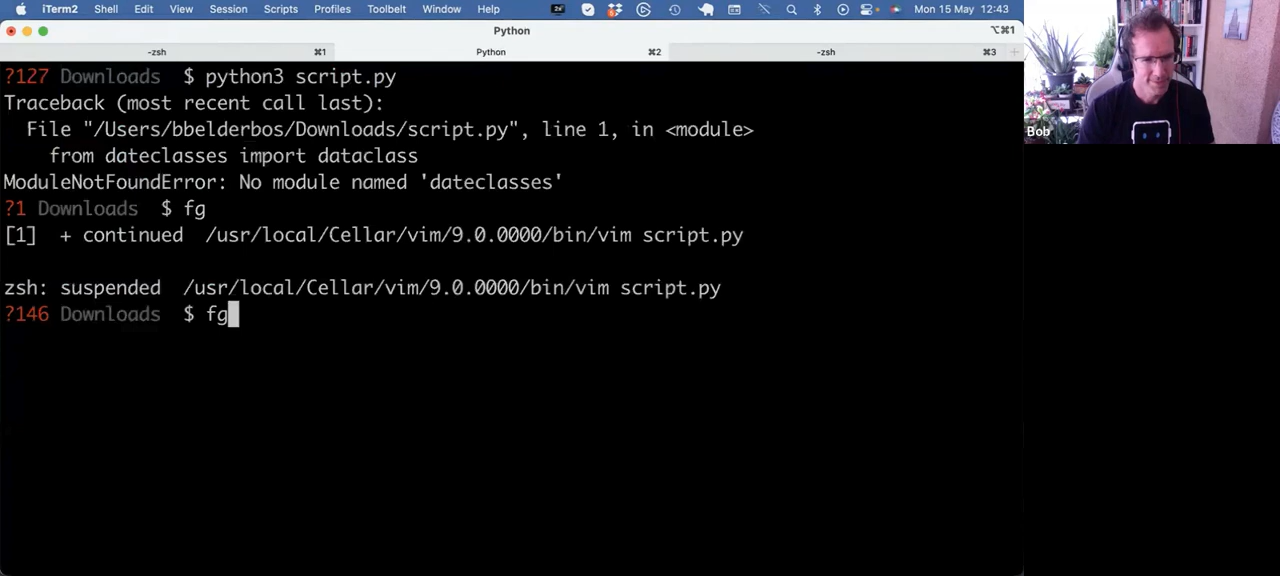 iTerm2 Shell Edit View Session Scripts Profiles Toolbelt Window Help Mon 15 May 12:43
Python ⌥⌘1
-zsh ⌘1 Python ⌘2 -zsh ⌘3
?127 Downloads $ python3 script.py
Traceback (most recent call last):
File "/Users/bbelderbos/Downloads/script.py", line 1, in <module>
from dateclasses import dataclass
ModuleNotFoundError: No module named 'dateclasses'
?1 Downloads $ fg
[1] + continued /usr/local/Cellar/vim/9.0.0000/bin/vim script.py
zsh: suspended /usr/local/Cellar/vim/9.0.0000/bin/vim script.py
?146 Downloads $ fg
Bob